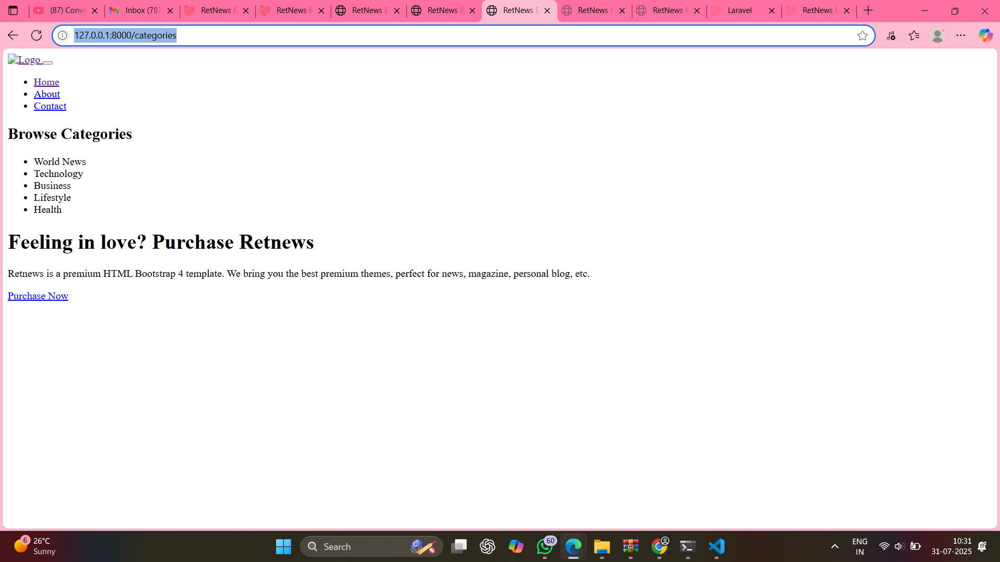 (87) Conve
Inbox (787
RetNews B
RetNews B
RetNews B
RetNews B
RetNews B
RetNews B
RetNews B
Laravel
RetNews B
127.0.0.1:8000/categories
Logo
Home
About
Contact
Browse Categories
World News
Technology
Business
Lifestyle
Health
Feeling in love? Purchase Retnews
Retnews is a premium HTML Bootstrap 4 template. We bring you the best premium themes, perfect for news, magazine, personal blog, etc.
Purchase Now
6
26°C
Sunny
Search
60
ENG
IN
10:31
31-07-2025